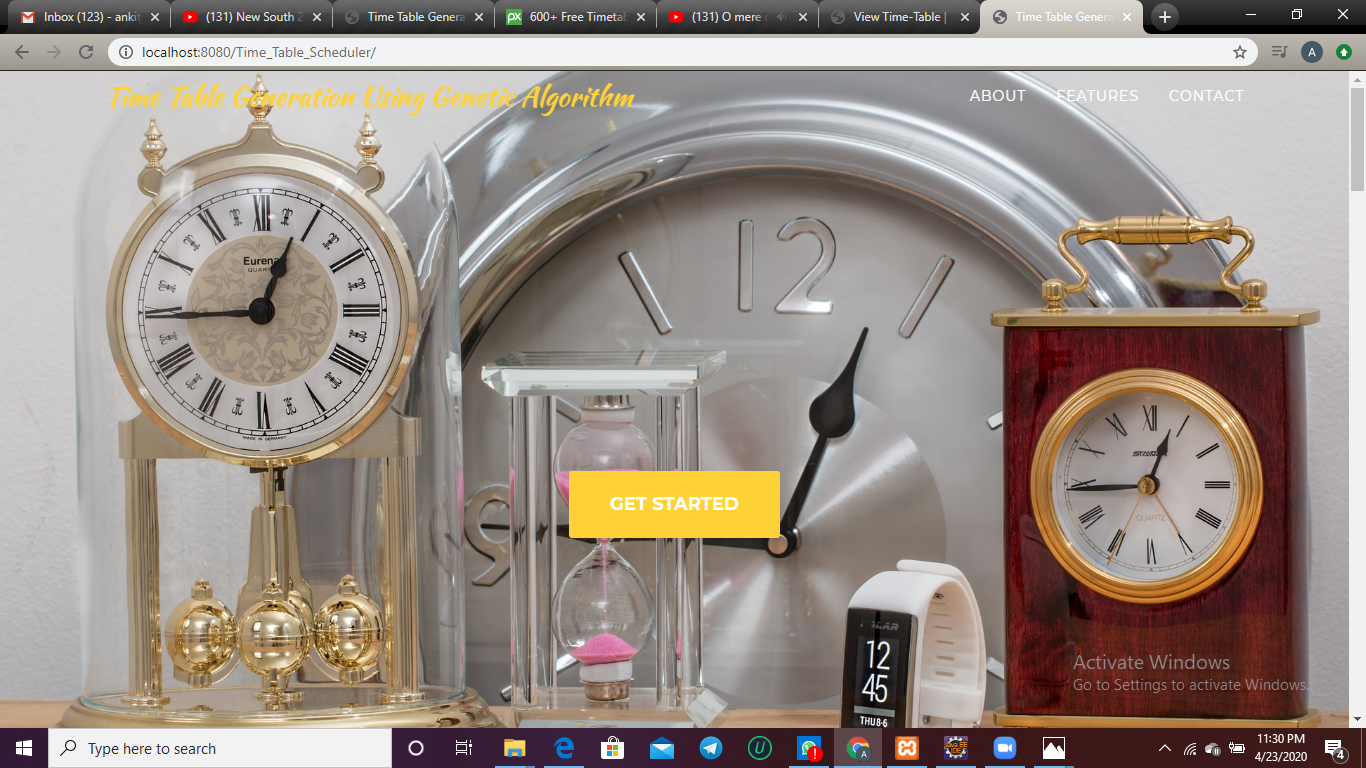 Inbox (123) - ankit
(131) New South Z
Time Table Genera
600+ Free Timetab
(131) O mere d
View Time-Table |
Time Table Genera
localhost:8080/Time_Table_Scheduler/
A
Time Table Generation Using Genetic Algorithm
ABOUT
FEATURES
CONTACT
12
9
QUARTZ
MADE IN GERMANY
QUARTZ
GET STARTED
POLAR
12
45
THU 8-6
Activate Windows
Go to Settings to activate Windows.
Type here to search
11:30 PM
4/23/2020
4